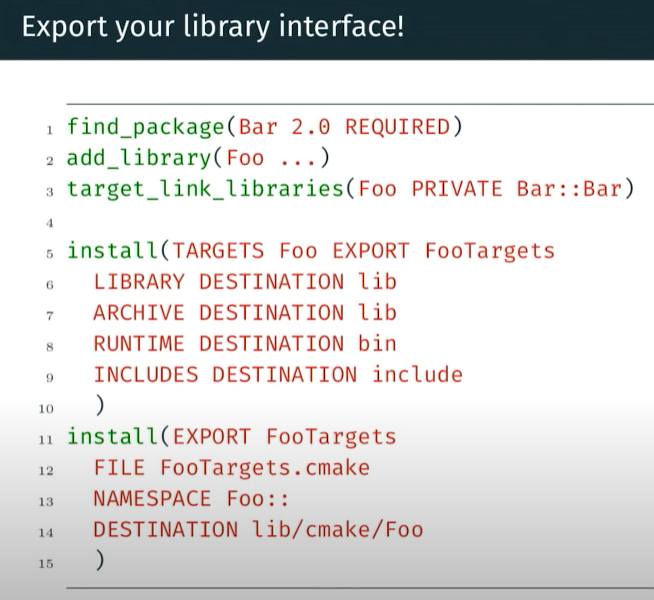 Export your library interface!
1 find_package(Bar 2.0 REQUIRED)
2 add_library(Foo ...)
3 target_link_libraries(Foo PRIVATE Bar::Bar)
4
5 install(TARGETS Foo EXPORT FooTargets
6 LIBRARY DESTINATION lib
7 ARCHIVE DESTINATION lib
8 RUNTIME DESTINATION bin
9 INCLUDES DESTINATION include
10 )
11 install(EXPORT FooTargets
12 FILE FooTargets.cmake
13 NAMESPACE Foo::
14 DESTINATION lib/cmake/Foo
15 )